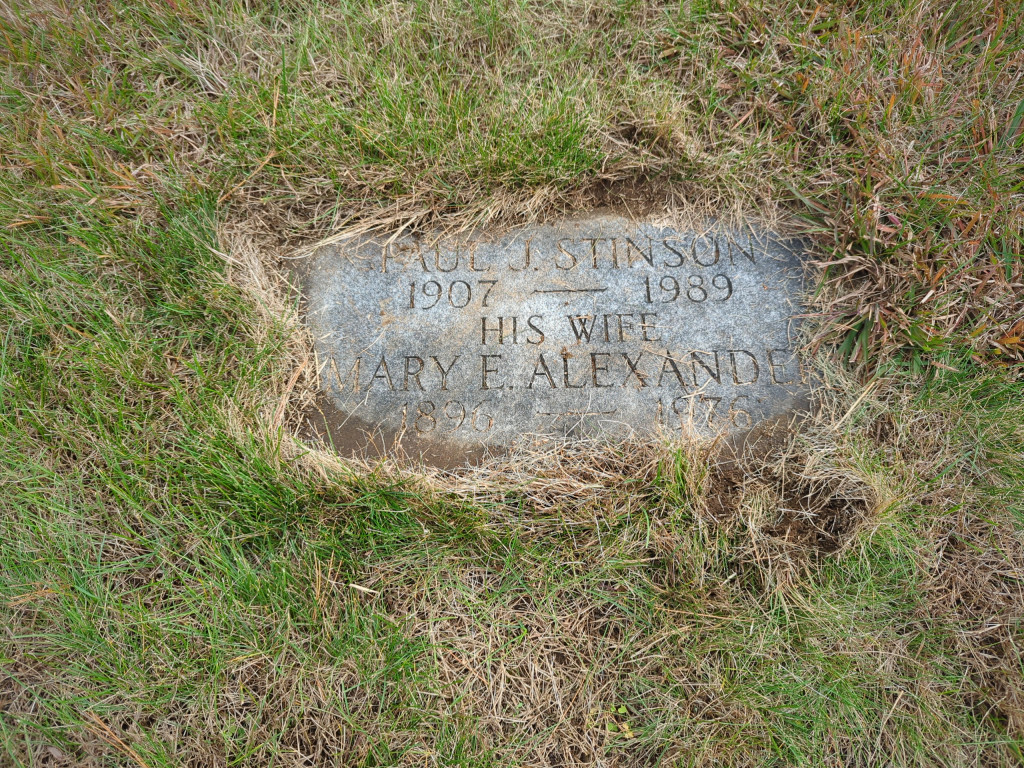 PAUL J. STINSON
1907 — 1989
HIS WIFE
MARY E. ALEXANDER
1896 — 1976